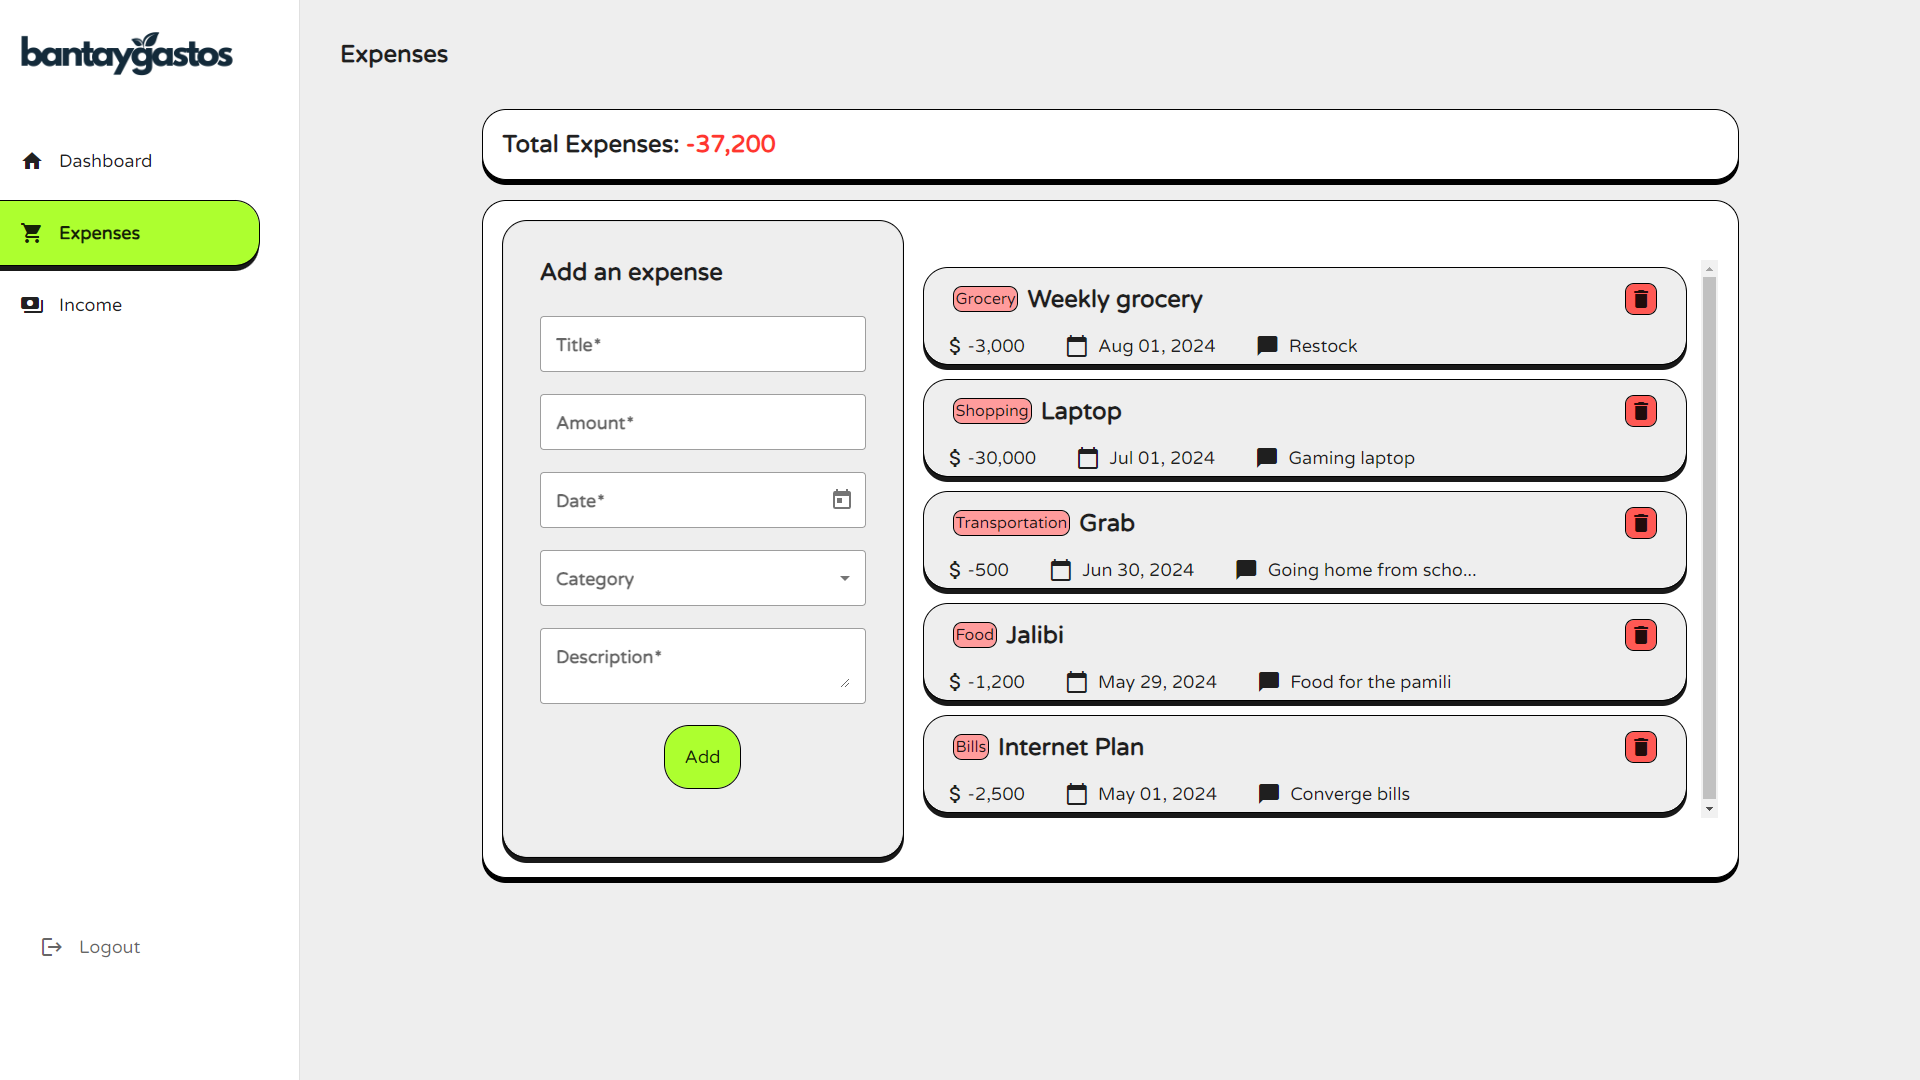 bantaygastos
Dashboard
Expenses
Income
Logout
Expenses
Total Expenses: -37,200
Add an expense
Title*
Amount*
Date*
Category
Description*
Add
Grocery Weekly grocery
$ -3,000 Aug 01, 2024 Restock
Shopping Laptop
$ -30,000 Jul 01, 2024 Gaming laptop
Transportation Grab
$ -500 Jun 30, 2024 Going home from scho...
Food Jalibi
$ -1,200 May 29, 2024 Food for the pamili
Bills Internet Plan
$ -2,500 May 01, 2024 Converge bills